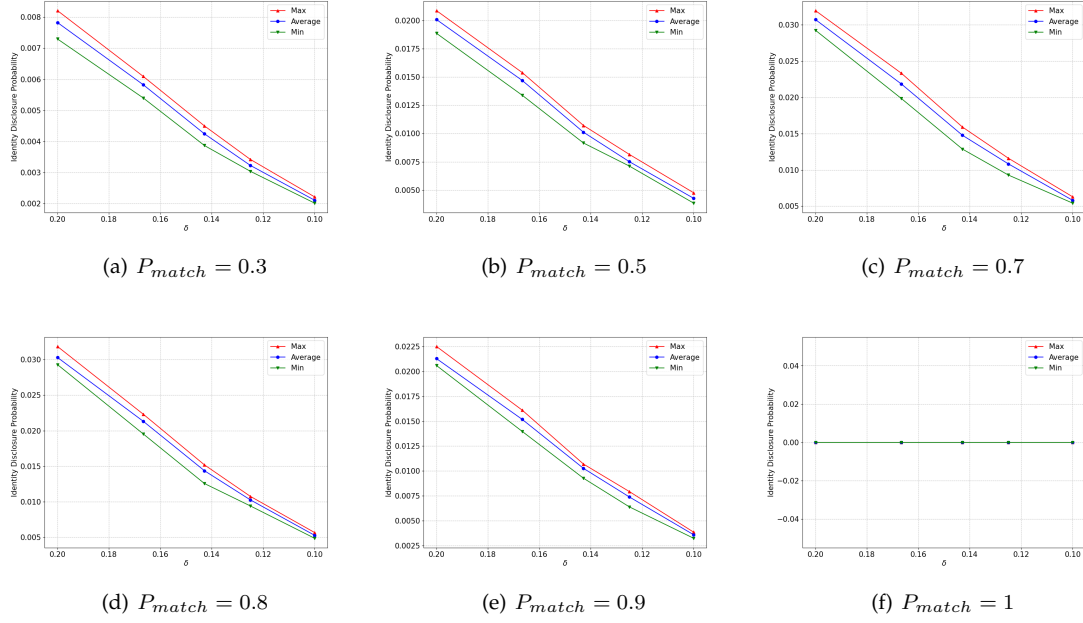 Max
Average
Min
Identity Disclosure Probability
0.008
0.007
0.006
0.005
0.004
0.003
0.002
0.20 0.18 0.16 0.14 0.12 0.10
δ
(a) P_match = 0.3
Max
Average
Min
Identity Disclosure Probability
0.0200
0.0175
0.0150
0.0125
0.0100
0.0075
0.0050
0.20 0.18 0.16 0.14 0.12 0.10
δ
(b) P_match = 0.5
Max
Average
Min
Identity Disclosure Probability
0.030
0.025
0.020
0.015
0.010
0.005
0.20 0.18 0.16 0.14 0.12 0.10
δ
(c) P_match = 0.7
Max
Average
Min
Identity Disclosure Probability
0.030
0.025
0.020
0.015
0.010
0.005
0.20 0.18 0.16 0.14 0.12 0.10
δ
(d) P_match = 0.8
Max
Average
Min
Identity Disclosure Probability
0.0225
0.0200
0.0175
0.0150
0.0125
0.0100
0.0075
0.0050
0.0025
0.20 0.18 0.16 0.14 0.12 0.10
δ
(e) P_match = 0.9
Max
Average
Min
Identity Disclosure Probability
0.04
0.02
0.00
−0.02
−0.04
0.20 0.18 0.16 0.14 0.12 0.10
δ
(f) P_match = 1